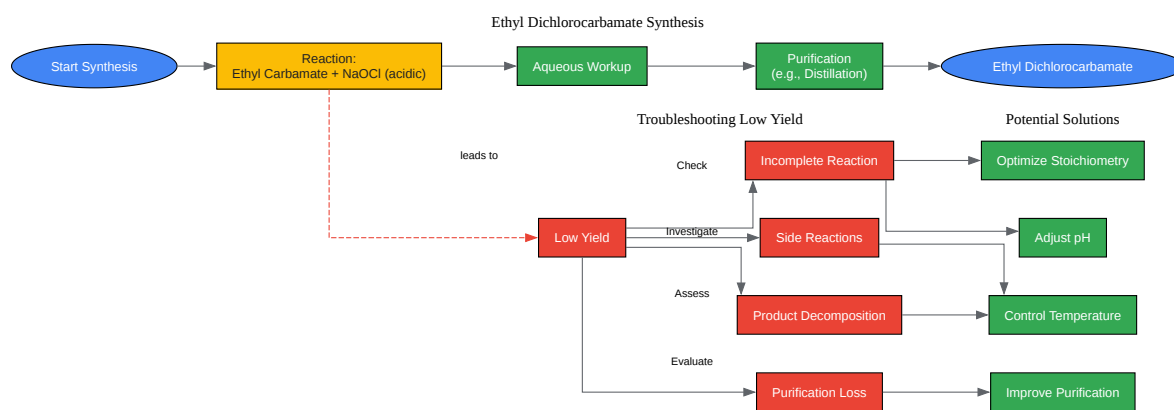 Ethyl Dichlorocarbamate Synthesis
Start Synthesis
Reaction:
Ethyl Carbamate + NaOCl (acidic)
Aqueous Workup
Purification
(e.g., Distillation)
Ethyl Dichlorocarbamate
Troubleshooting Low Yield
Potential Solutions
leads to
Check
Incomplete Reaction
Optimize Stoichiometry
Low Yield
Investigate
Side Reactions
Adjust pH
Assess
Product Decomposition
Control Temperature
Evaluate
Purification Loss
Improve Purification